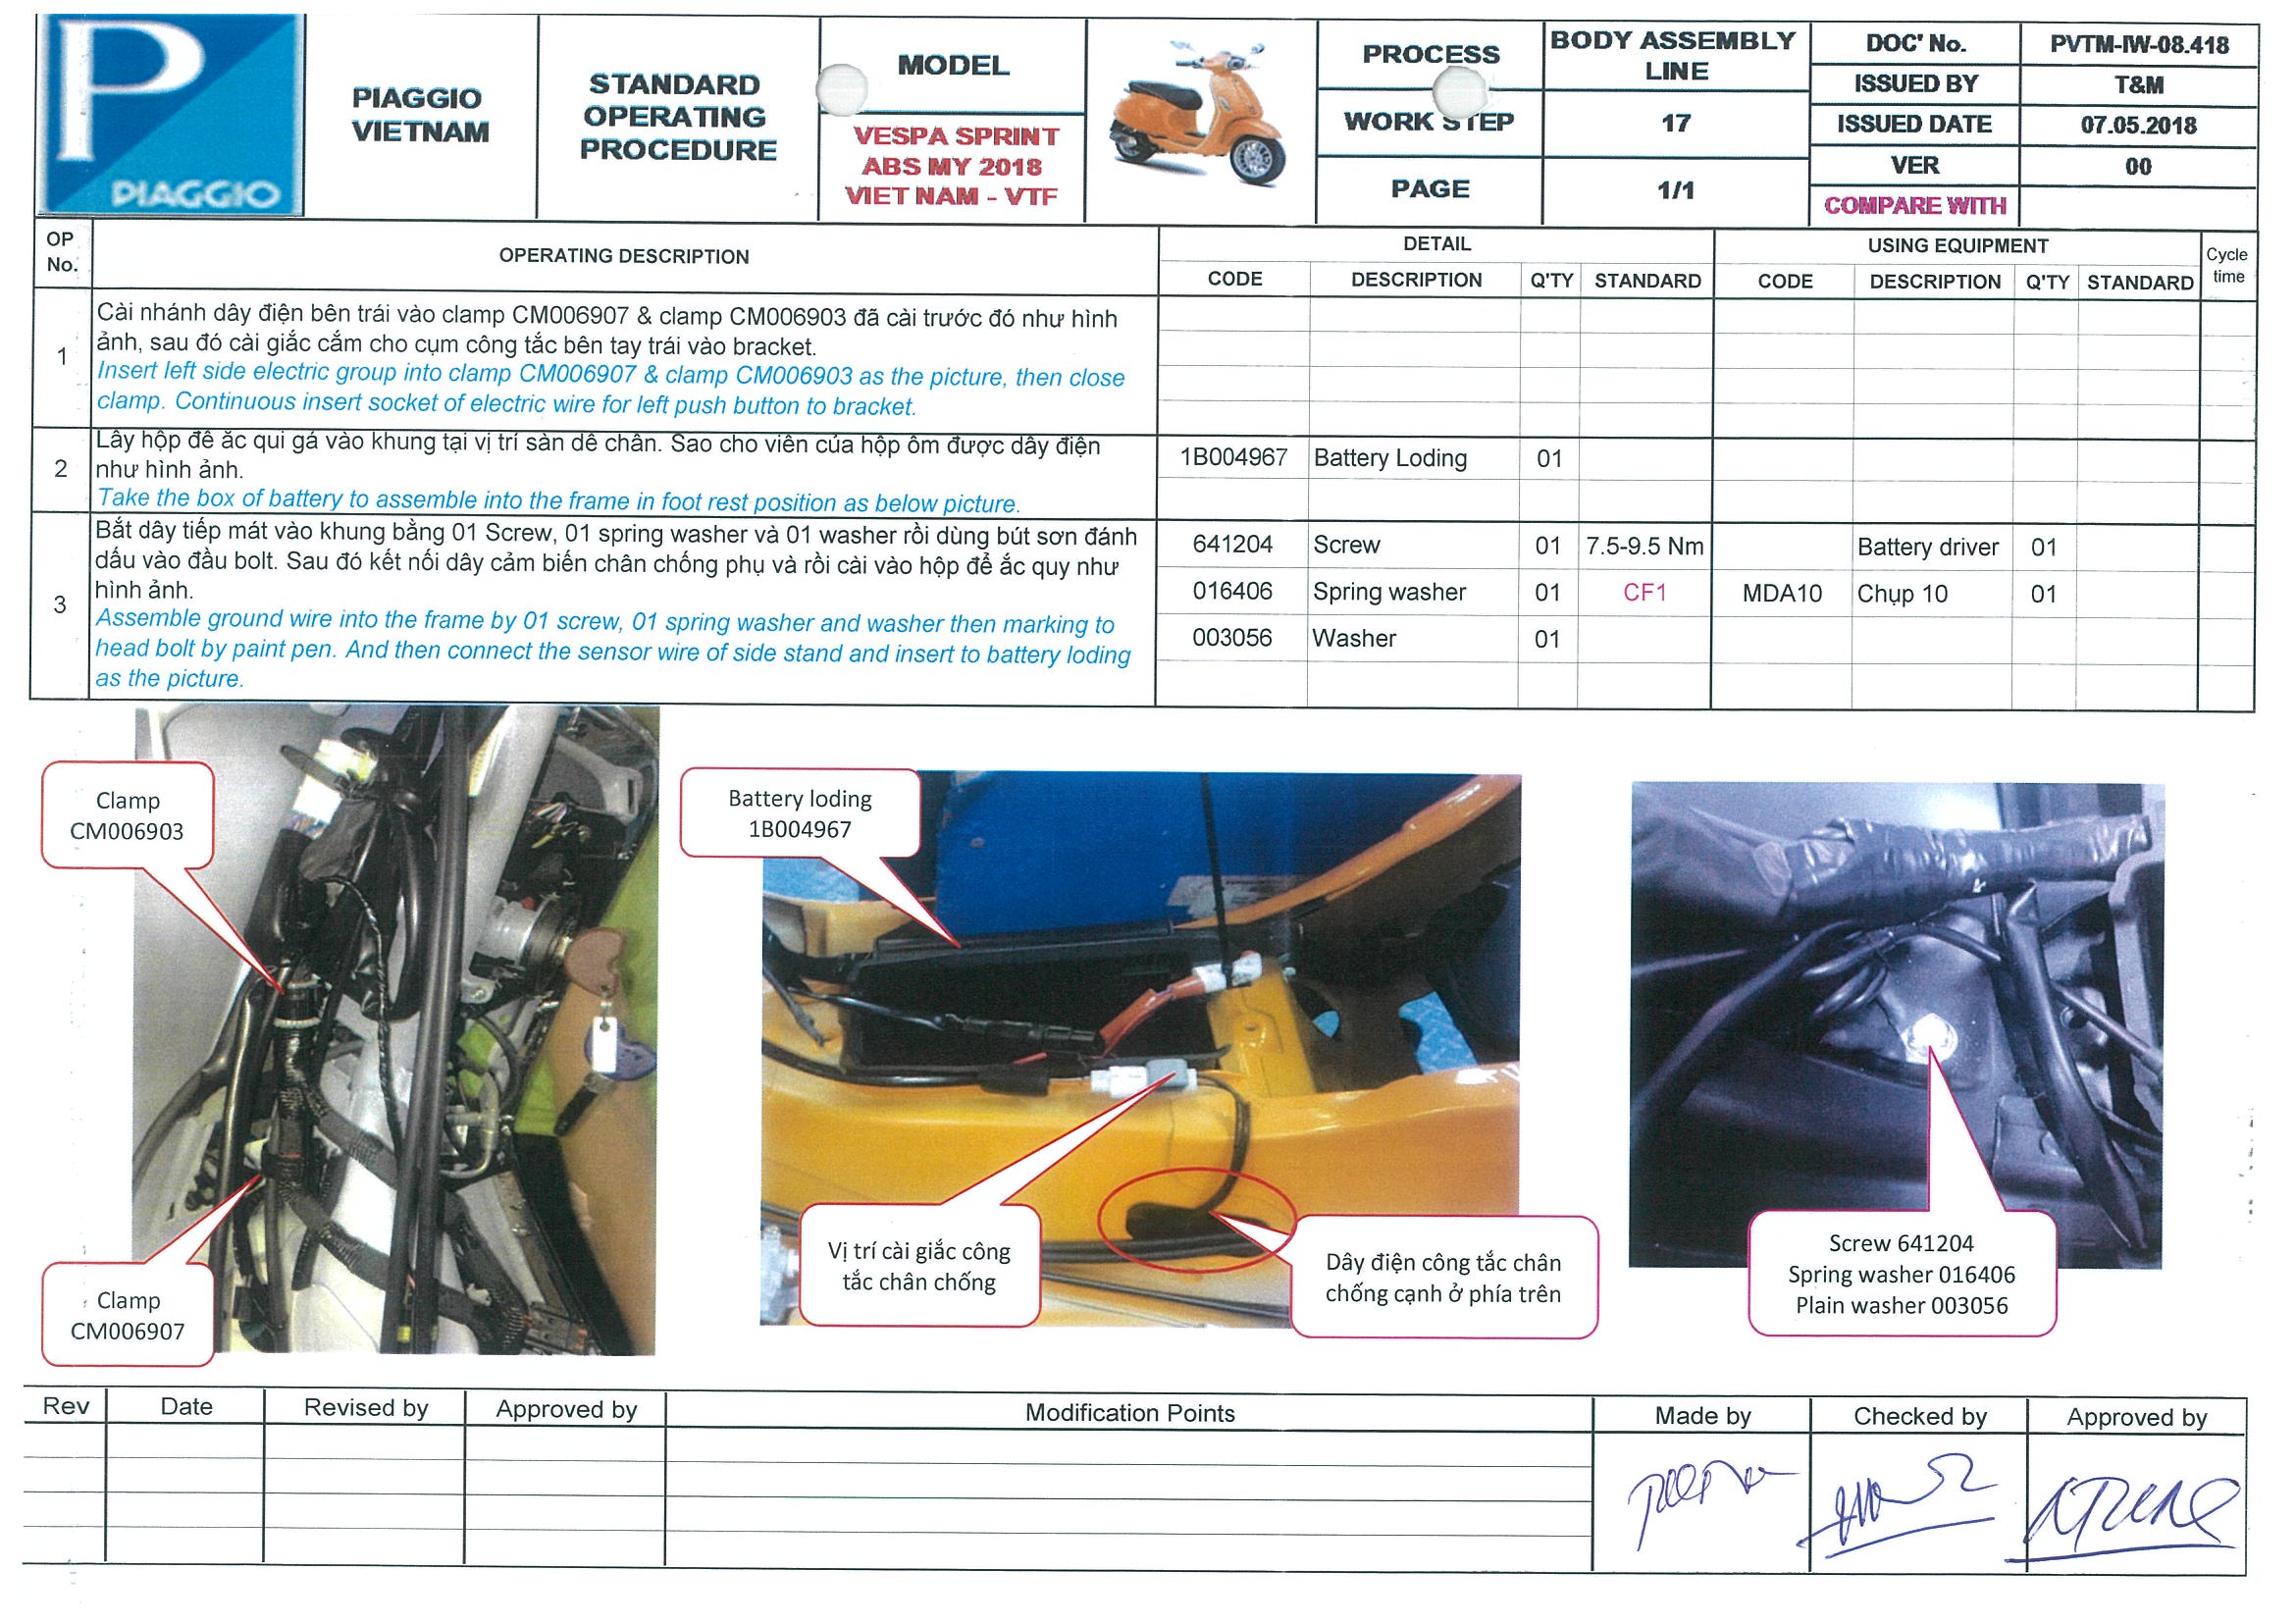 P
PIAGGIO
PIAGGIO
VIETNAM
STANDARD
OPERATING
PROCEDURE
MODEL
VESPA SPRINT
ABS MY 2018
VIET NAM - VTF
PROCESS
BODY ASSEMBLY
LINE
WORK STEP
17
PAGE
1/1
DOC' No.
PVTM-IW-08.418
ISSUED BY
T&M
ISSUED DATE
07.05.2018
VER
00
COMPARE WITH
OP
No.
OPERATING DESCRIPTION
DETAIL
USING EQUIPMENT
Cycle
time
CODE
DESCRIPTION
Q'TY
STANDARD
CODE
DESCRIPTION
Q'TY
STANDARD
1
Cài nhánh dây điện bên trái vào clamp CM006907 & clamp CM006903 đã cài trước đó như hình
ảnh, sau đó cài giắc cắm cho cụm công tắc bên tay trái vào bracket.
Insert left side electric group into clamp CM006907 & clamp CM006903 as the picture, then close
clamp. Continuous insert socket of electric wire for left push button to bracket.
2
Lấy hộp để ắc qui gá vào khung tại vị trí sàn để chân. Sao cho viền của hộp ôm được dây điện
như hình ảnh.
Take the box of battery to assemble into the frame in foot rest position as below picture.
1B004967 Battery Loding 01
3
Bắt dây tiếp mát vào khung bằng 01 Screw, 01 spring washer và 01 washer rồi dùng bút sơn đánh
dấu vào đầu bolt. Sau đó kết nối dây cảm biến chân chống phụ và rồi cài vào hộp để ắc quy như
hình ảnh.
Assemble ground wire into the frame by 01 screw, 01 spring washer and washer then marking to
head bolt by paint pen. And then connect the sensor wire of side stand and insert to battery loding
as the picture.
641204 Screw 01 7.5-9.5 Nm Battery driver 01
016406 Spring washer 01 CF1 MDA10 Chụp 10 01
003056 Washer 01
Clamp
CM006903
Clamp
CM006907
Battery loding
1B004967
Vị trí cài giắc công
tắc chân chống
Dây điện công tắc chân
chống cạnh ở phía trên
Screw 641204
Spring washer 016406
Plain washer 003056
Rev
Date
Revised by
Approved by
Modification Points
Made by
Checked by
Approved by